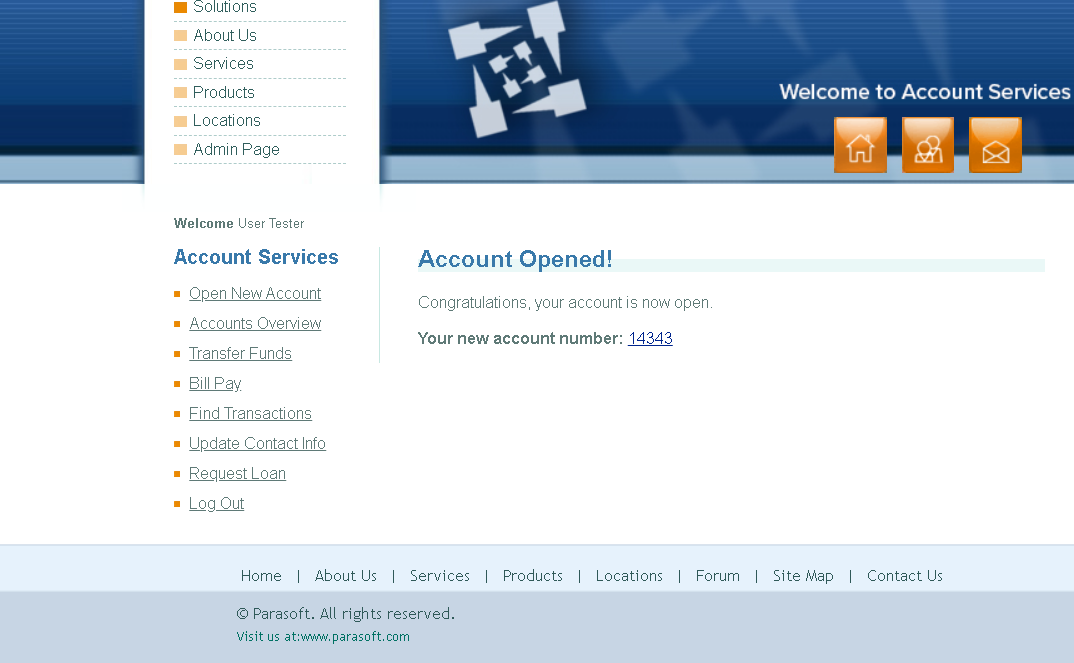 Solutions
About Us
Services
Products
Locations
Admin Page
Welcome to Account Services
Welcome User Tester
Account Services
Open New Account
Accounts Overview
Transfer Funds
Bill Pay
Find Transactions
Update Contact Info
Request Loan
Log Out
Account Opened!
Congratulations, your account is now open.
Your new account number: 14343
Home | About Us | Services | Products | Locations | Forum | Site Map | Contact Us
© Parasoft. All rights reserved.
Visit us at:www.parasoft.com